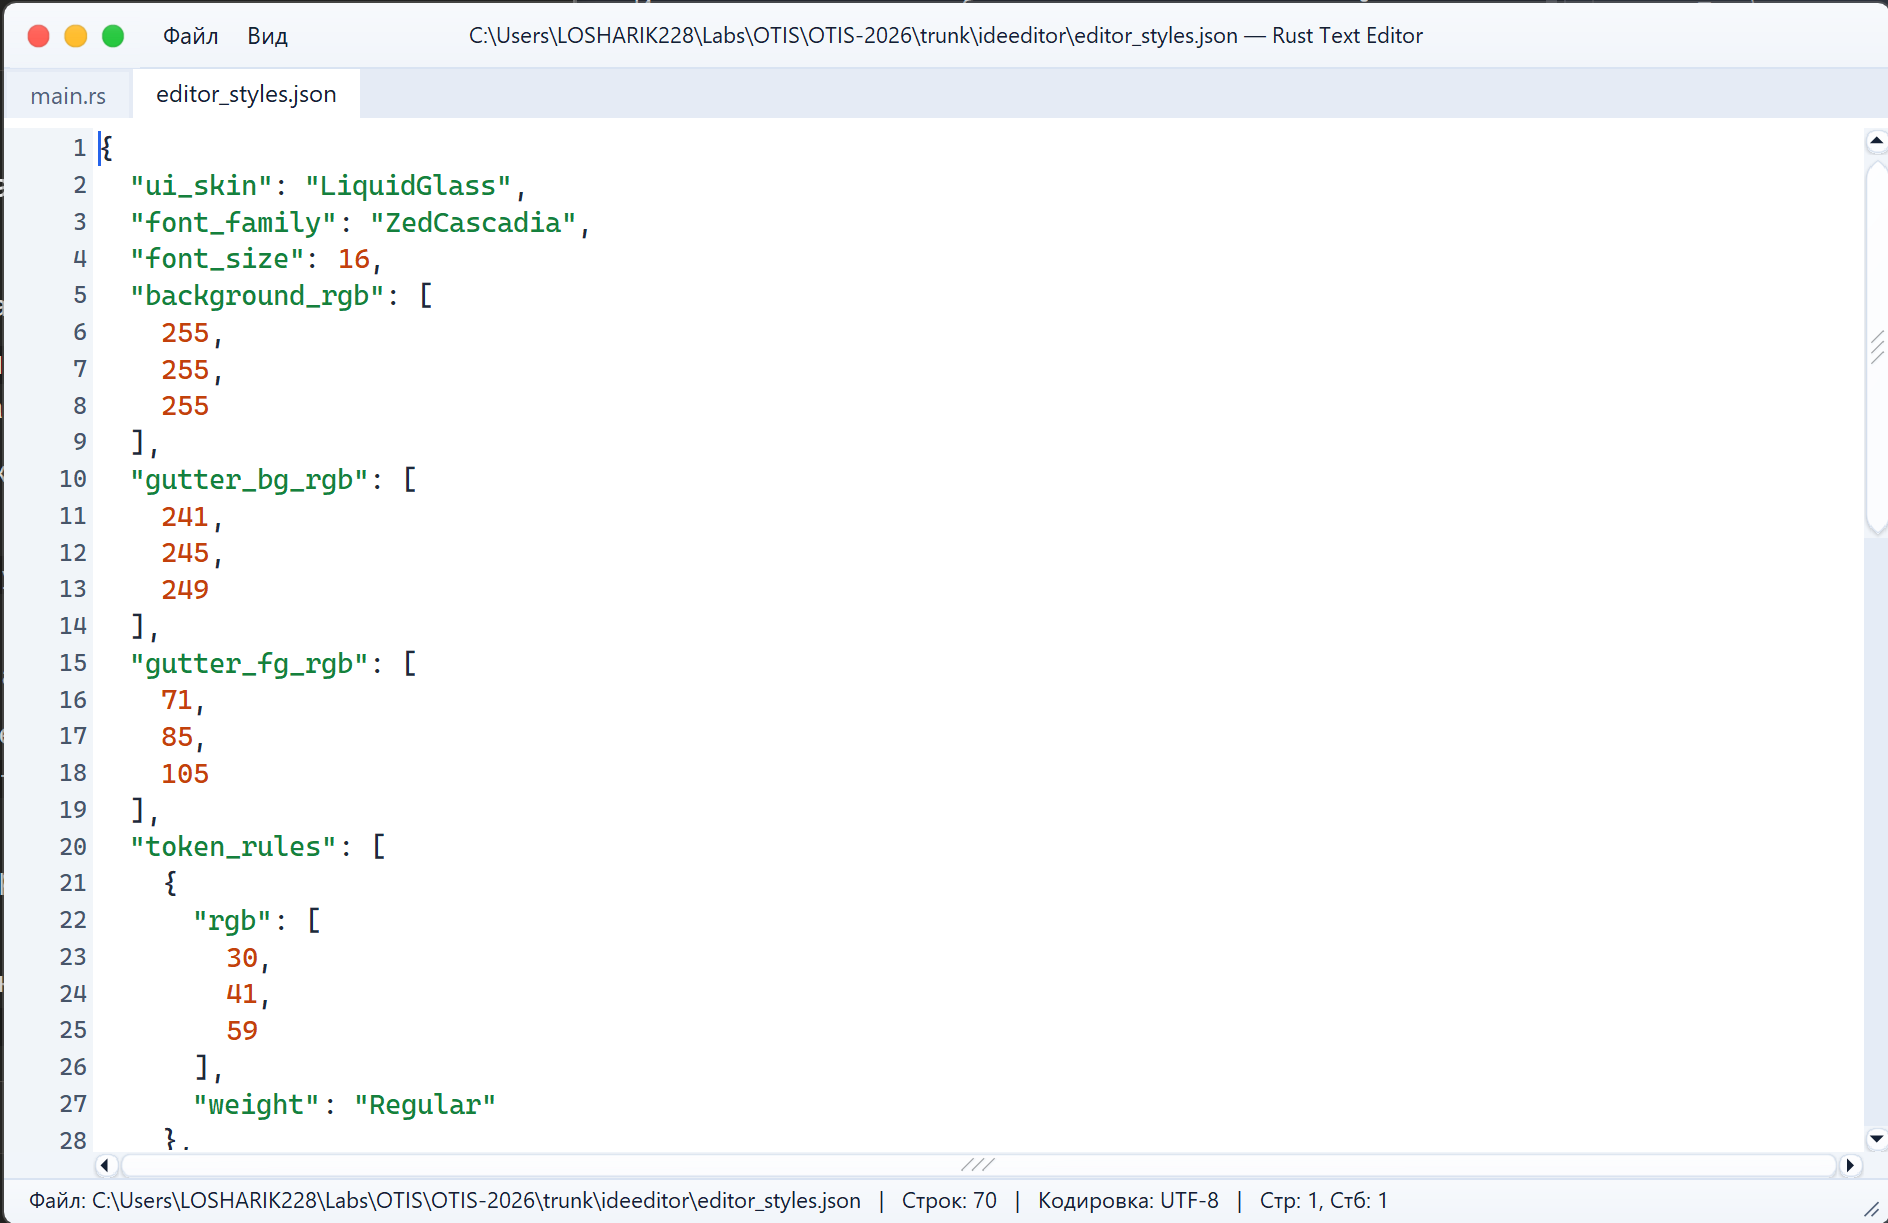 Файл Вид C:\Users\LOSHARIK228\Labs\OTIS\OTIS-2026\trunk\ideeditor\editor_styles.json — Rust Text Editor
main.rs editor_styles.json
1 {
2 "ui_skin": "LiquidGlass",
3 "font_family": "ZedCascadia",
4 "font_size": 16,
5 "background_rgb": [
6 255,
7 255,
8 255
9 ],
10 "gutter_bg_rgb": [
11 241,
12 245,
13 249
14 ],
15 "gutter_fg_rgb": [
16 71,
17 85,
18 105
19 ],
20 "token_rules": [
21 {
22 "rgb": [
23 30,
24 41,
25 59
26 ],
27 "weight": "Regular"
28 },
Файл: C:\Users\LOSHARIK228\Labs\OTIS\OTIS-2026\trunk\ideeditor\editor_styles.json | Строк: 70 | Кодировка: UTF-8 | Стр: 1, Стб: 1